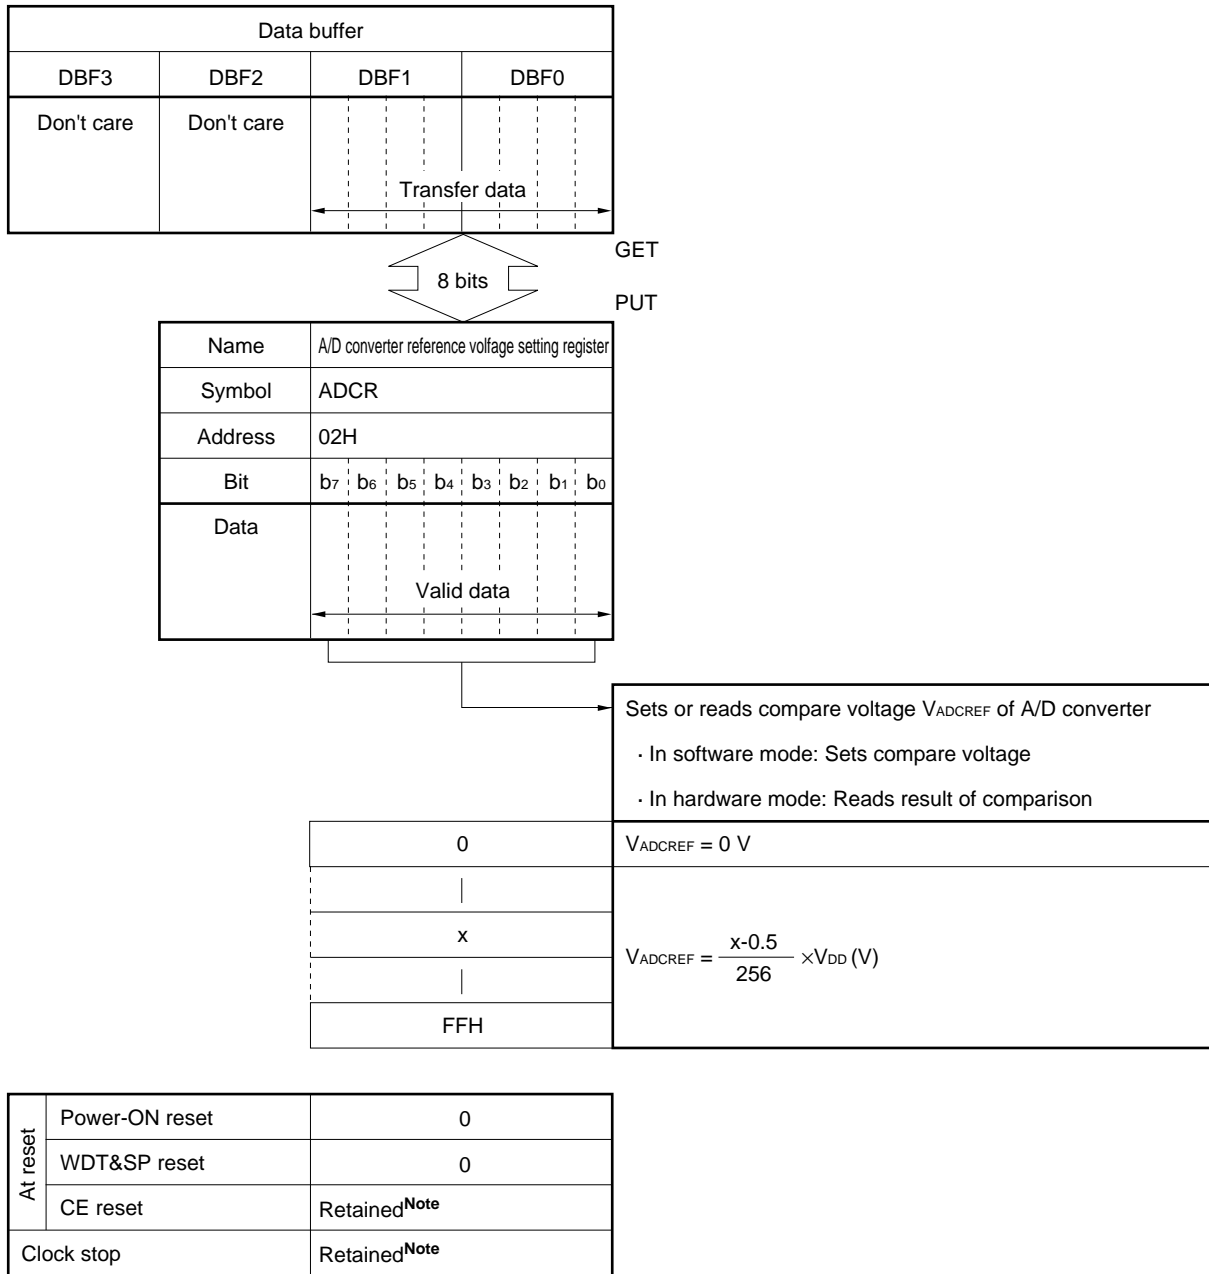 Data buffer
DBF3 DBF2 DBF1 DBF0
Don't care Don't care
Transfer data
GET
8 bits
PUT
Name A/D converter reference volfage setting register
Symbol ADCR
Address 02H
Bit b7 b6 b5 b4 b3 b2 b1 b0
Data
Valid data
Sets or reads compare voltage VADCREF of A/D converter
· In software mode: Sets compare voltage
· In hardware mode: Reads result of comparison
0 VADCREF = 0 V
x
VADCREF = x-0.5 / 256 ×VDD (V)
FFH
At reset
Power-ON reset 0
WDT&SP reset 0
CE reset RetainedNote
Clock stop RetainedNote